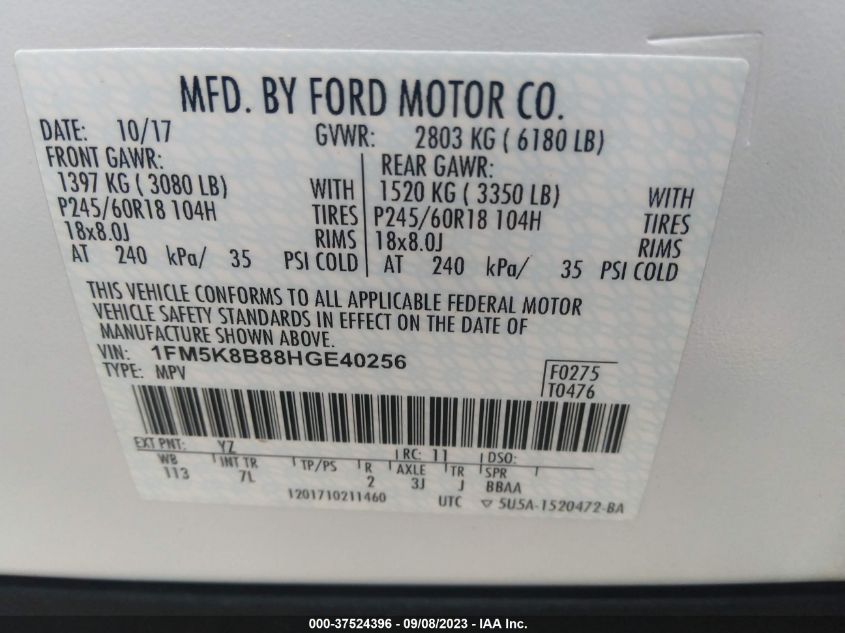 MFD. BY FORD MOTOR CO.
DATE: 10/17 GVWR: 2803 KG ( 6180 LB)
FRONT GAWR: REAR GAWR:
1397 KG ( 3080 LB) WITH 1520 KG ( 3350 LB) WITH
P245/60R18 104H TIRES P245/60R18 104H TIRES
18x8.0J RIMS 18x8.0J RIMS
AT 240 kPa/ 35 PSI COLD AT 240 kPa/ 35 PSI COLD
THIS VEHICLE CONFORMS TO ALL APPLICABLE FEDERAL MOTOR
VEHICLE SAFETY STANDARDS IN EFFECT ON THE DATE OF
MANUFACTURE SHOWN ABOVE.
VIN: 1FM5K8B88HGE40256
TYPE: MPV
F0275
T0476
EXT PNT: YZ RC: 11 DSO:
WB INT TR TP/PS R AXLE TR SPR
113 7L 2 3J J BBAA
1201710211460 UTC ▽ 5U5A-1520472-BA
000-37524396 - 09/08/2023 - IAA Inc.